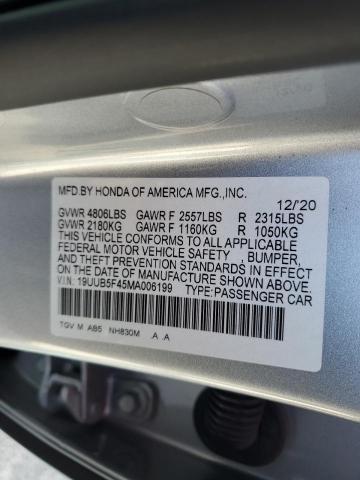 MFD.BY HONDA OF AMERICA MFG.,INC. 12/'20
GVWR 4806LBS GAWR F 2557LBS R 2315LBS
GVWR 2180KG GAWR F 1160KG R 1050KG
THIS VEHICLE CONFORMS TO ALL APPLICABLE
FEDERAL MOTOR VEHICLE SAFETY , BUMPER,
AND THEFT PREVENTION STANDARDS IN EFFECT
ON THE DATE OF MANUFACTURE SHOWN ABOVE.
V.I.N.: 19UUB5F45MA006199 TYPE:PASSENGER CAR
TGV M AB5 NH830M A .A